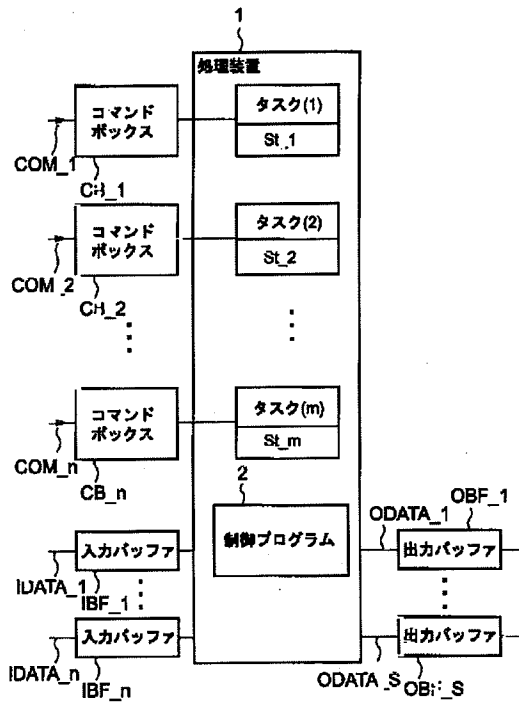 1
処理装置
コマンド
ボックス
タスク(1)
St_1
COM_1
CB_1
コマンド
ボックス
タスク(2)
St_2
COM_2
CB_2
コマンド
ボックス
タスク(m)
St_m
COM_n
CB_n
2
制御プログラム
OBF_1
ODATA_1
入力バッファ
出力バッファ
IDATA_1
IBF_1
入力バッファ
出力バッファ
IDATA_n
IBF_n
ODATA_S
OBF_S